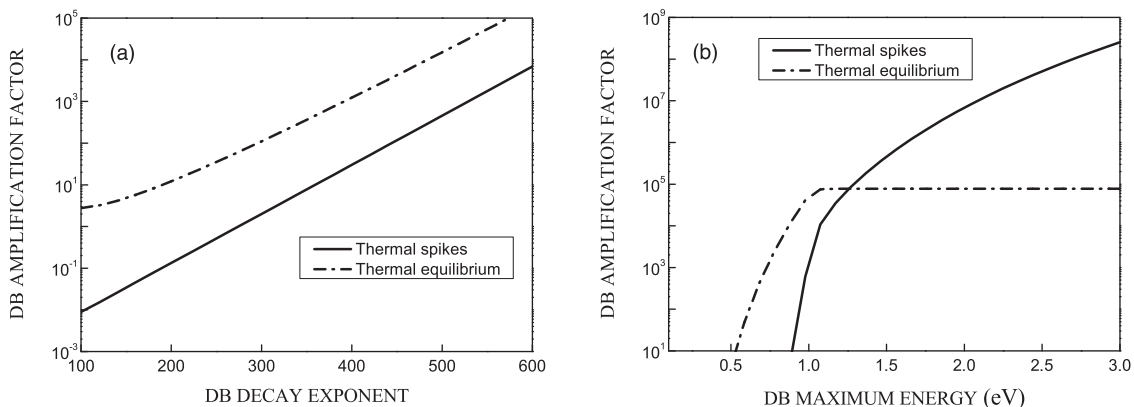 DB AMPLIFICATION FACTOR
10^5
10^3
10^1
10^-1
10^-3
(a)
Thermal spikes
Thermal equilibrium
100 200 300 400 500 600
DB DECAY EXPONENT
DB AMPLIFICATION FACTOR
10^9
10^7
10^5
10^3
10^1
(b)
Thermal spikes
Thermal equilibrium
0.5 1.0 1.5 2.0 2.5 3.0
DB MAXIMUM ENERGY (eV)